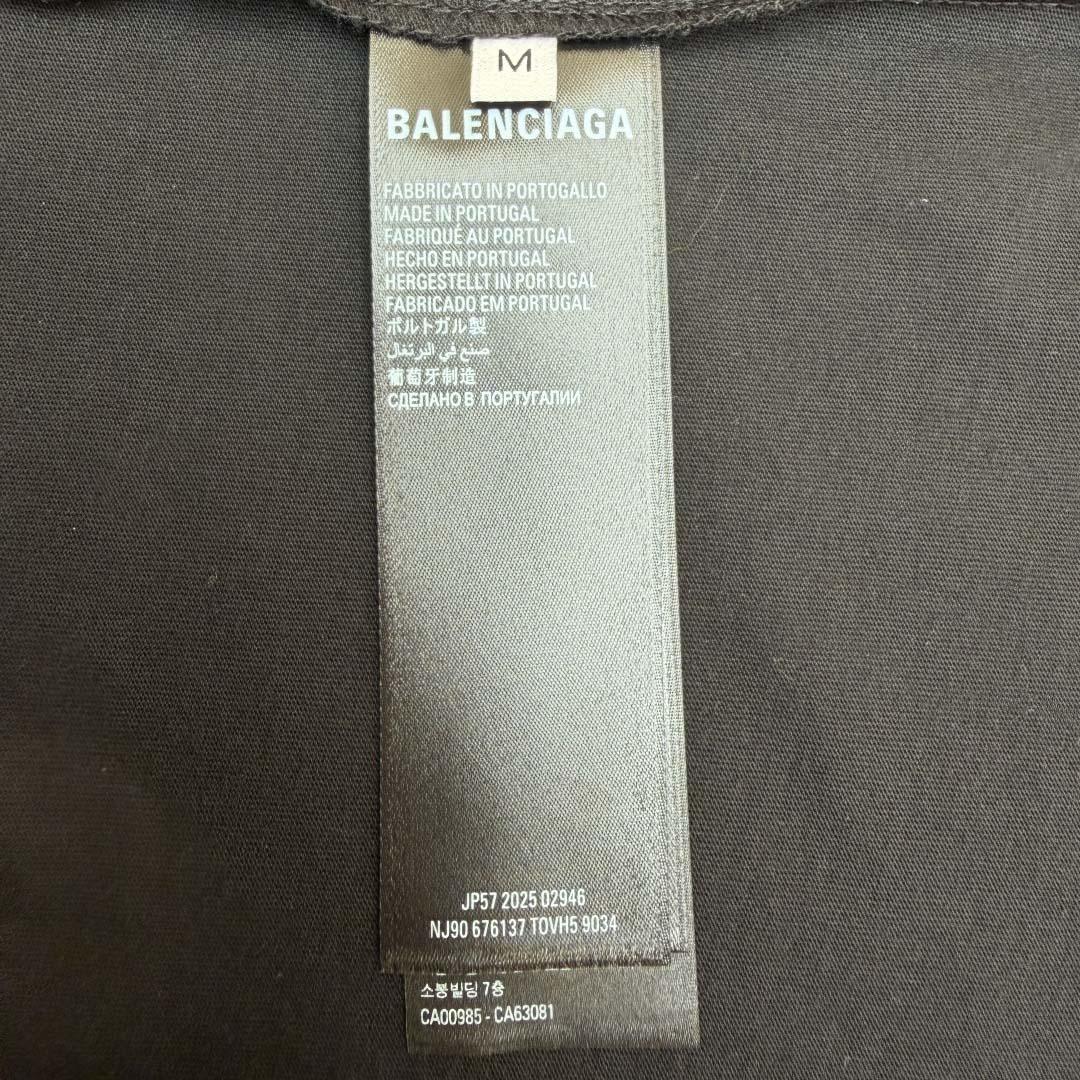 M
BALENCIAGA
FABBRICATO IN PORTOGALLO
MADE IN PORTUGAL
FABRIQUÉ AU PORTUGAL
HECHO EN PORTUGAL
HERGESTELLT IN PORTUGAL
FABRICADO EM PORTUGAL
ポルトガル製
صنع في البرتغال
葡萄牙制造
СДЕЛАНО В ПОРТУГАЛИИ
JP57 2025 02946
NJ90 676137 TOVH5 9034
소봉빌딩 7층
CA00985 - CA63081